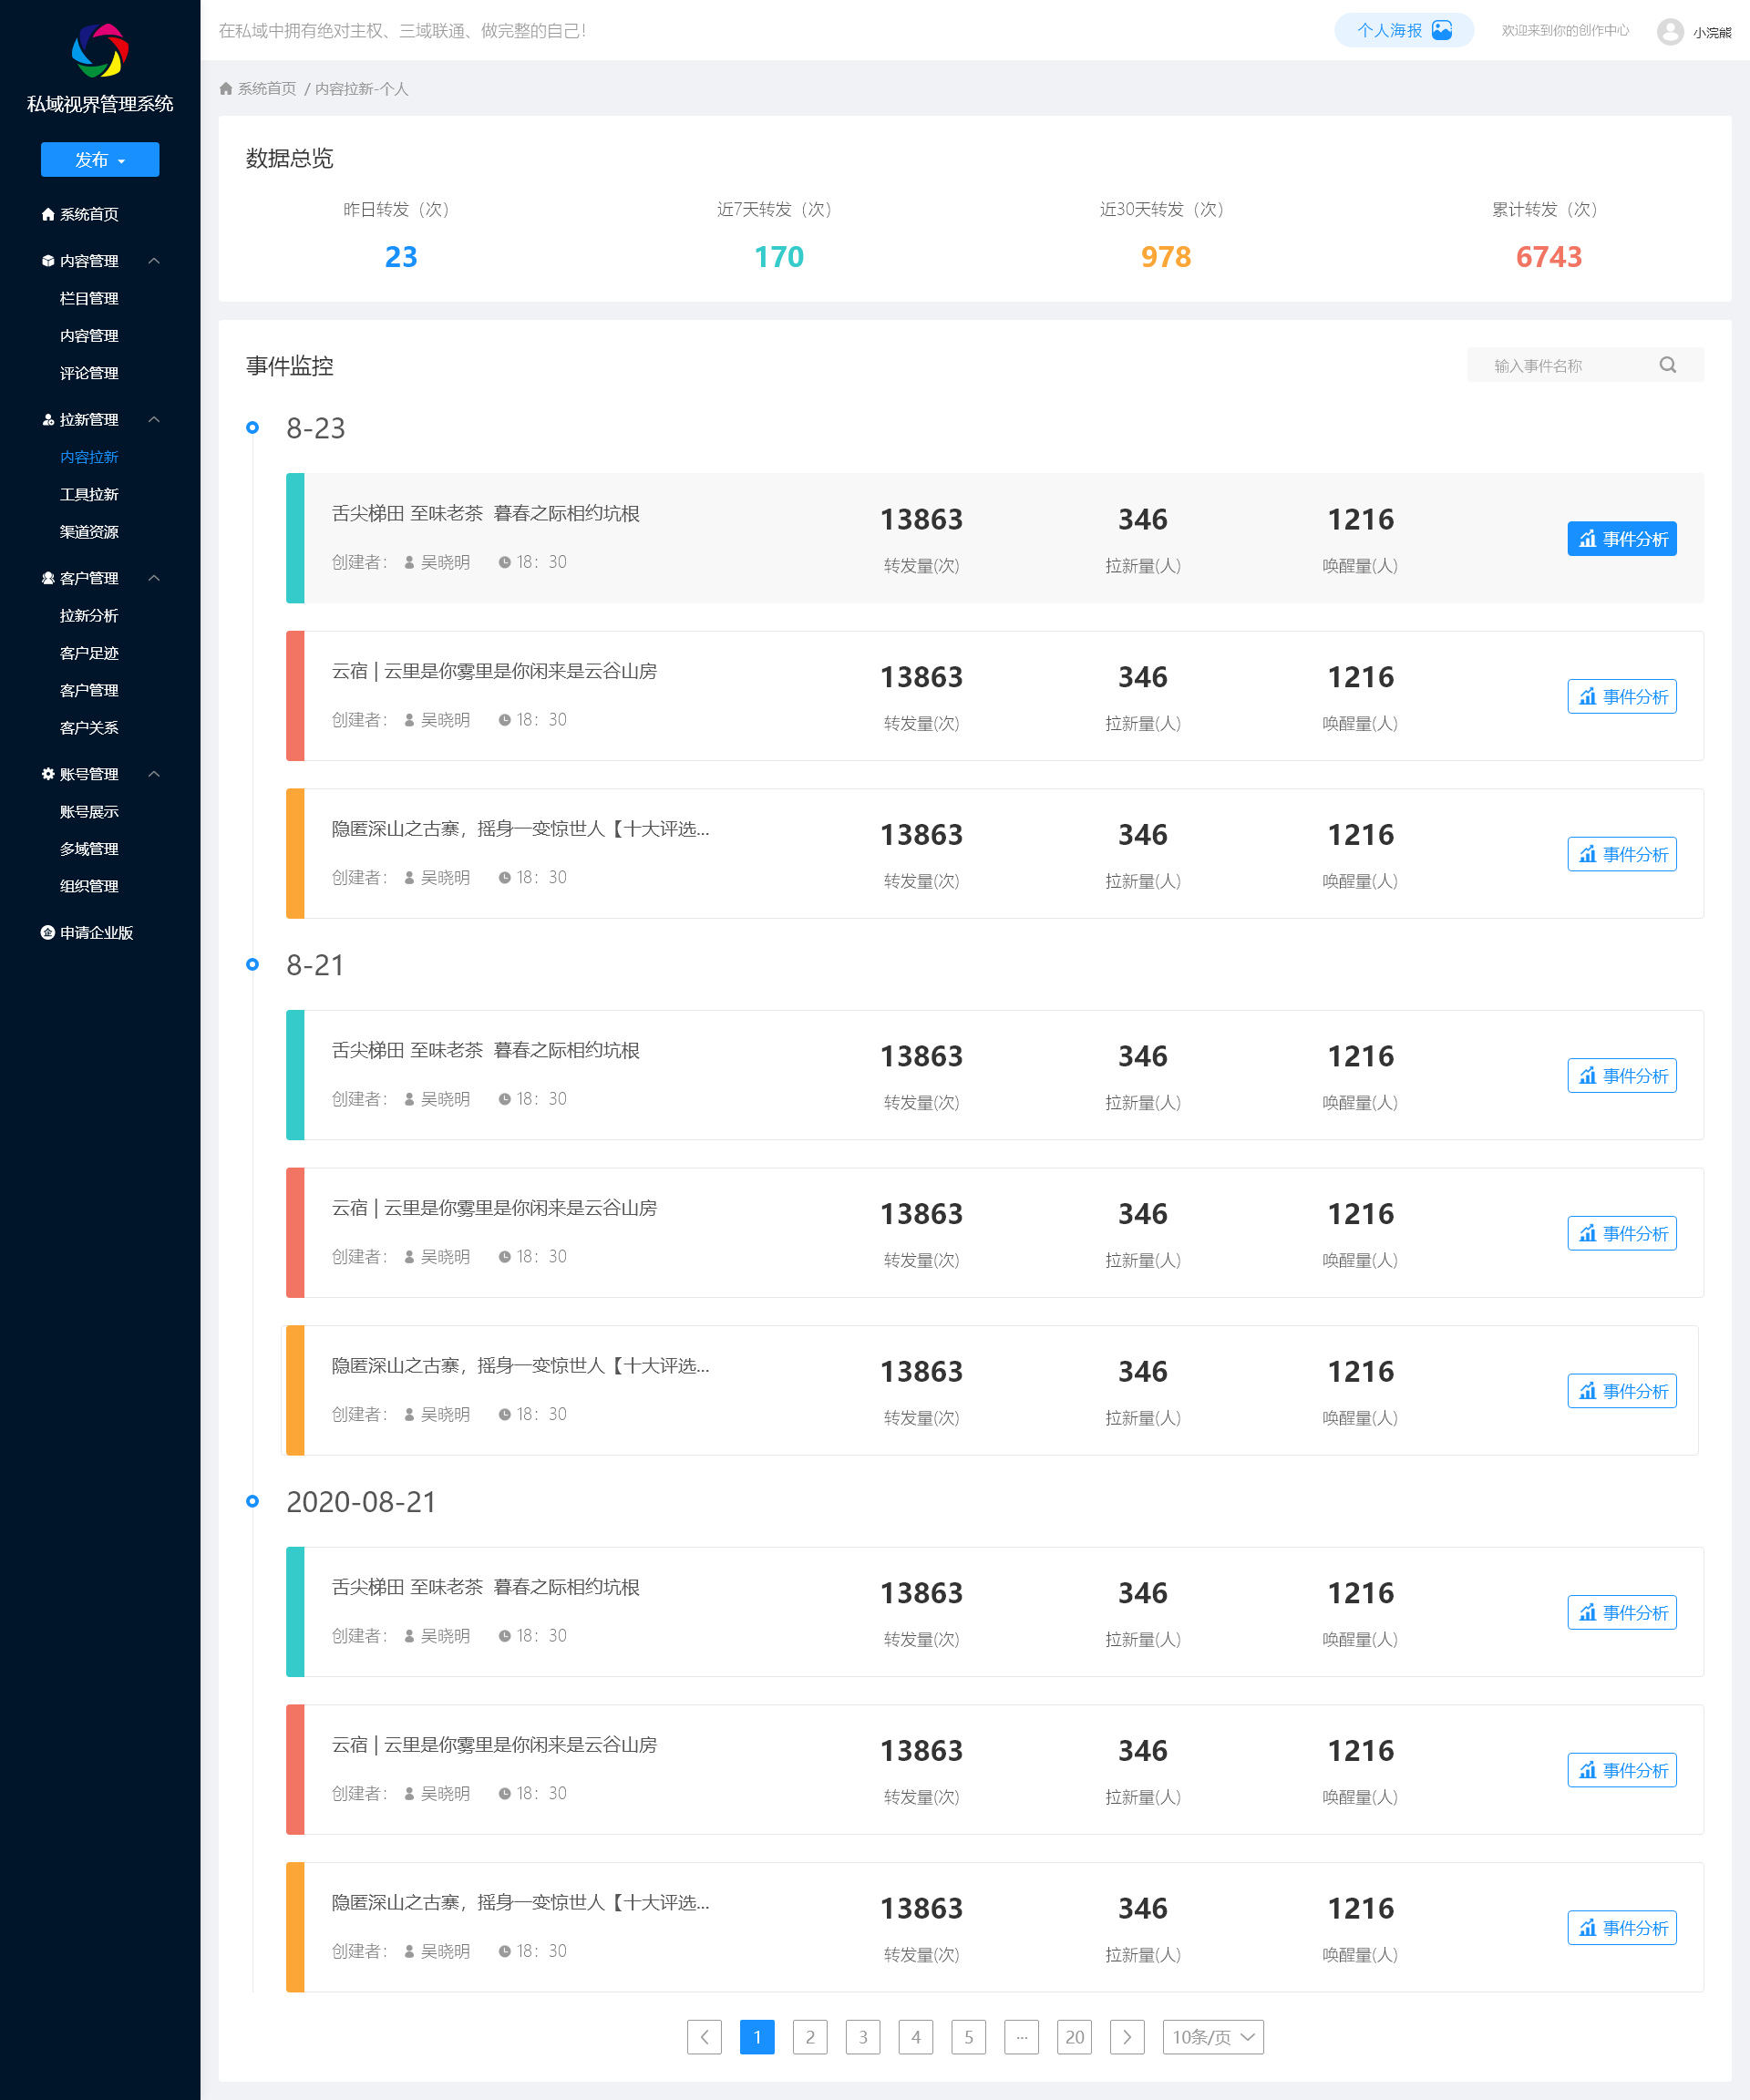 私域视界管理系统
发布
系统首页
内容管理
栏目管理
内容管理
评论管理
拉新管理
内容拉新
工具拉新
渠道资源
客户管理
拉新分析
客户足迹
客户管理
客户关系
账号管理
账号展示
多域管理
组织管理
申请企业版
在私域中拥有绝对主权、三域联通、做完整的自己!
个人海报
欢迎来到你的创作中心
小浣熊
系统首页 / 内容拉新-个人
数据总览
昨日转发（次） 近7天转发（次） 近30天转发（次） 累计转发（次）
23 170 978 6743
事件监控
输入事件名称
8-23
舌尖梯田 至味老茶 暮春之际相约坑根
创建者： 吴晓明 18：30
13863 346 1216
转发量(次) 拉新量(人) 唤醒量(人)
事件分析
云宿 | 云里是你雾里是你闲来是云谷山房
创建者： 吴晓明 18：30
13863 346 1216
转发量(次) 拉新量(人) 唤醒量(人)
事件分析
隐匿深山之古寨，摇身一变惊世人【十大评选...
创建者： 吴晓明 18：30
13863 346 1216
转发量(次) 拉新量(人) 唤醒量(人)
事件分析
8-21
舌尖梯田 至味老茶 暮春之际相约坑根
创建者： 吴晓明 18：30
13863 346 1216
转发量(次) 拉新量(人) 唤醒量(人)
事件分析
云宿 | 云里是你雾里是你闲来是云谷山房
创建者： 吴晓明 18：30
13863 346 1216
转发量(次) 拉新量(人) 唤醒量(人)
事件分析
隐匿深山之古寨，摇身一变惊世人【十大评选...
创建者： 吴晓明 18：30
13863 346 1216
转发量(次) 拉新量(人) 唤醒量(人)
事件分析
2020-08-21
舌尖梯田 至味老茶 暮春之际相约坑根
创建者： 吴晓明 18：30
13863 346 1216
转发量(次) 拉新量(人) 唤醒量(人)
事件分析
云宿 | 云里是你雾里是你闲来是云谷山房
创建者： 吴晓明 18：30
13863 346 1216
转发量(次) 拉新量(人) 唤醒量(人)
事件分析
隐匿深山之古寨，摇身一变惊世人【十大评选...
创建者： 吴晓明 18：30
13863 346 1216
转发量(次) 拉新量(人) 唤醒量(人)
事件分析
1 2 3 4 5 ... 20 10条/页